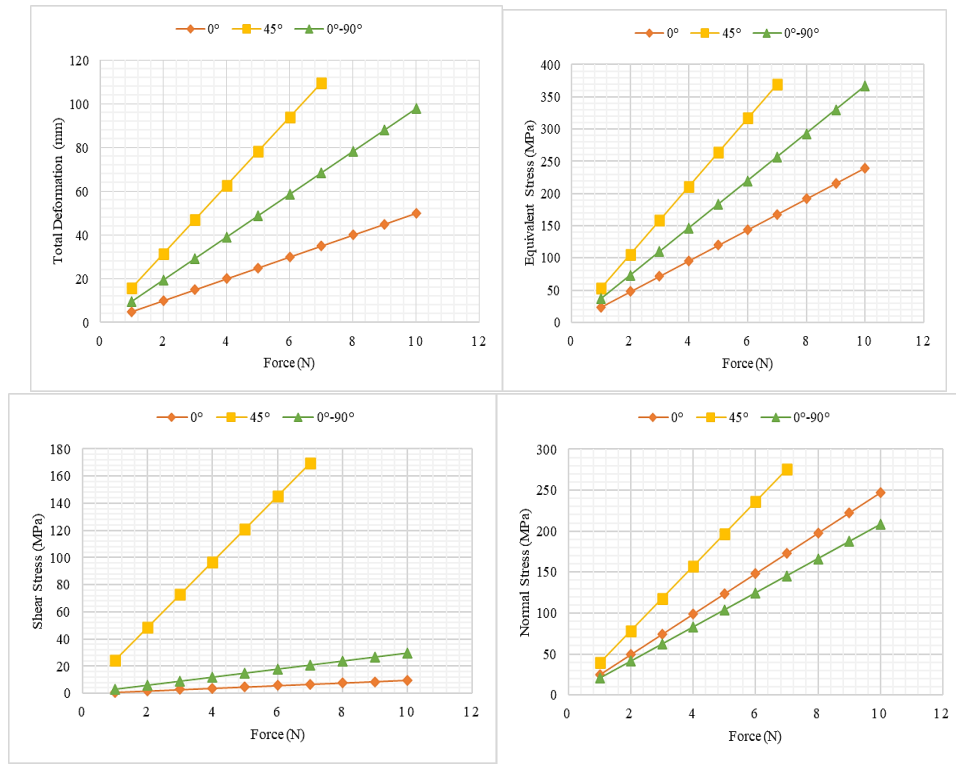 0° 45° 0°-90°
120
100
80
60
40
20
0
Total Deformation (mm)
0 2 4 6 8 10 12
Force (N)
0° 45° 0°-90°
400
350
300
250
200
150
100
50
0
Equivalent Stress (MPa)
0 2 4 6 8 10 12
Force (N)
0° 45° 0°-90°
180
160
140
120
100
80
60
40
20
0
Shear Stress (MPa)
0 2 4 6 8 10 12
Force (N)
0° 45° 0°-90°
300
250
200
150
100
50
0
Normal Stress (MPa)
0 2 4 6 8 10 12
Force (N)